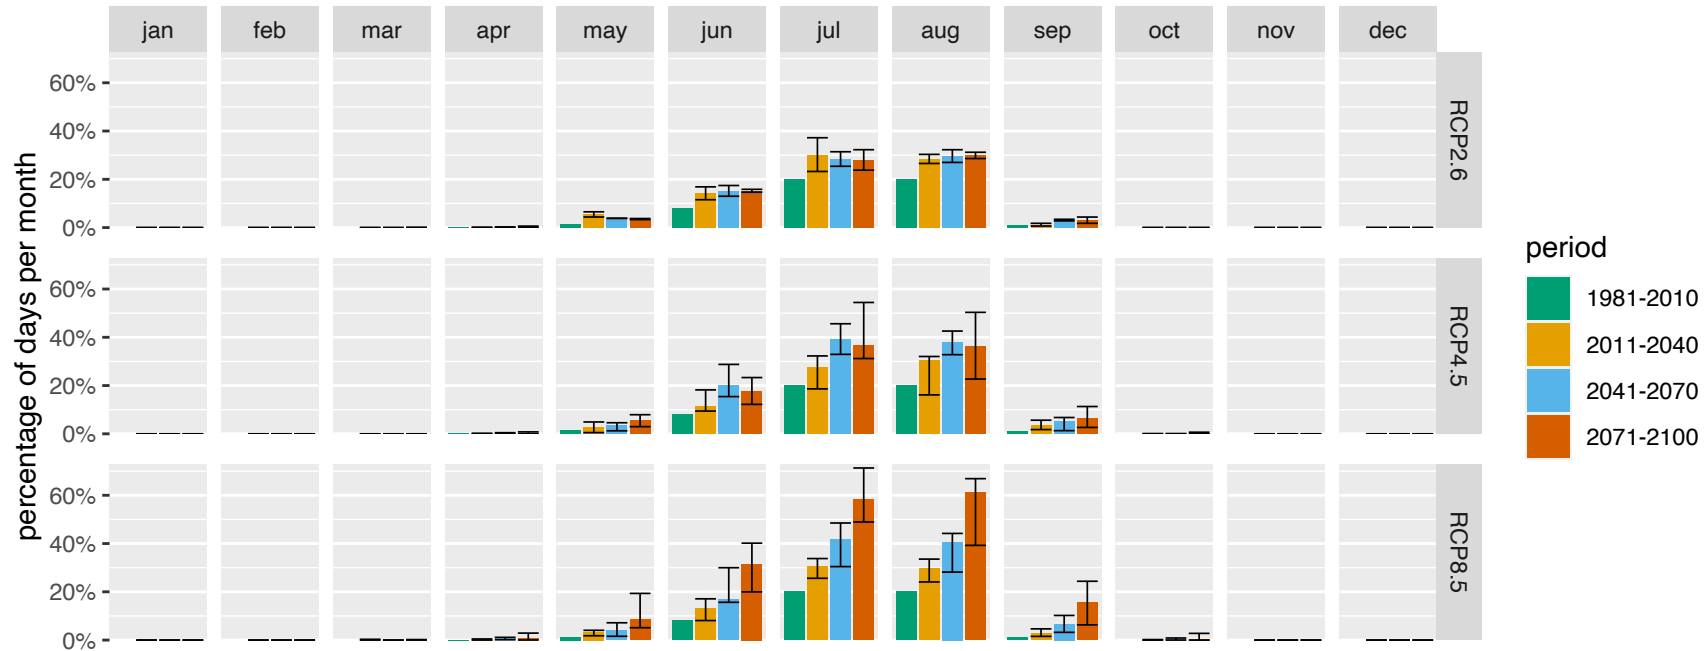 jan feb mar apr may jun jul aug sep oct nov dec
percentage of days per month
60%
40%
20%
0%
RCP2.6
60%
40%
20%
0%
RCP4.5
60%
40%
20%
0%
RCP8.5
period
1981-2010
2011-2040
2041-2070
2071-2100